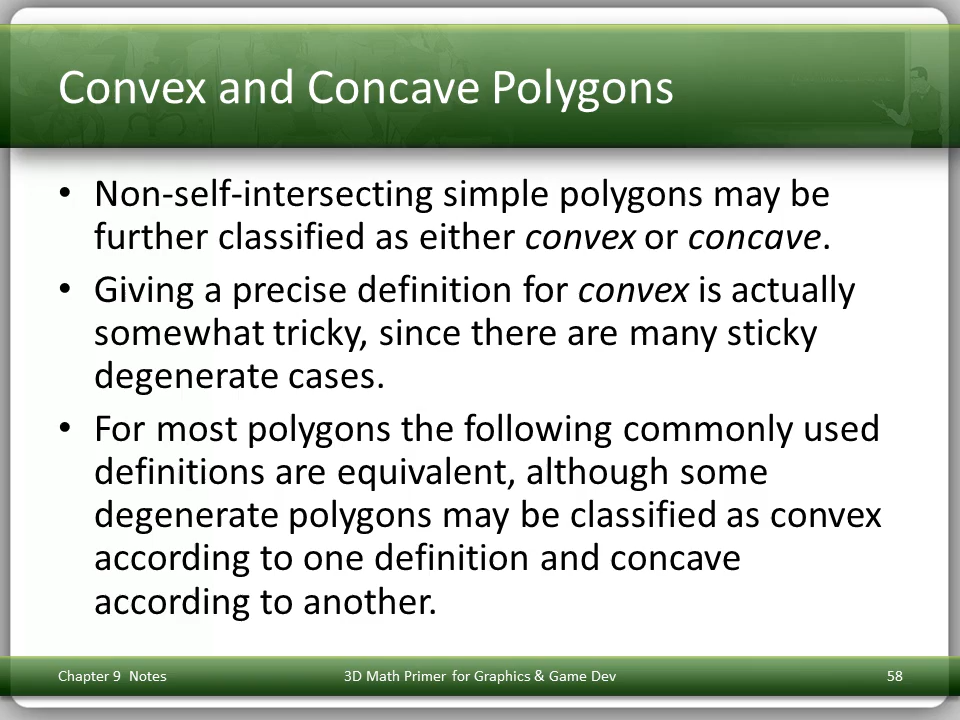 Convex and Concave Polygons
• Non-self-intersecting simple polygons may be
further classified as either convex or concave.
• Giving a precise definition for convex is actually
somewhat tricky, since there are many sticky
degenerate cases.
• For most polygons the following commonly used
definitions are equivalent, although some
degenerate polygons may be classified as convex
according to one definition and concave
according to another.
Chapter 9 Notes
3D Math Primer for Graphics & Game Dev
58